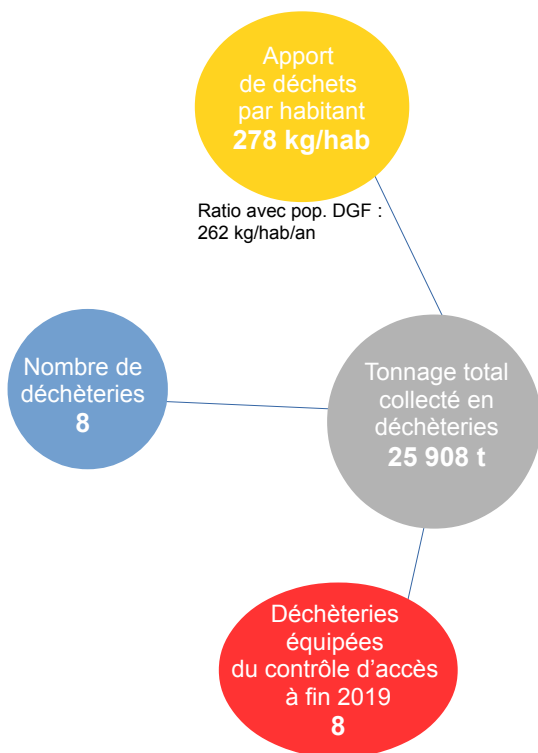 Apport
de déchets
par habitant
278 kg/hab
Ratio avec pop. DGF :
262 kg/hab/an
Nombre de
déchèteries
8
Tonnage total
collecté en
déchèteries
25 908 t
Déchèteries
équipées
du contrôle d'accès
à fin 2019
8